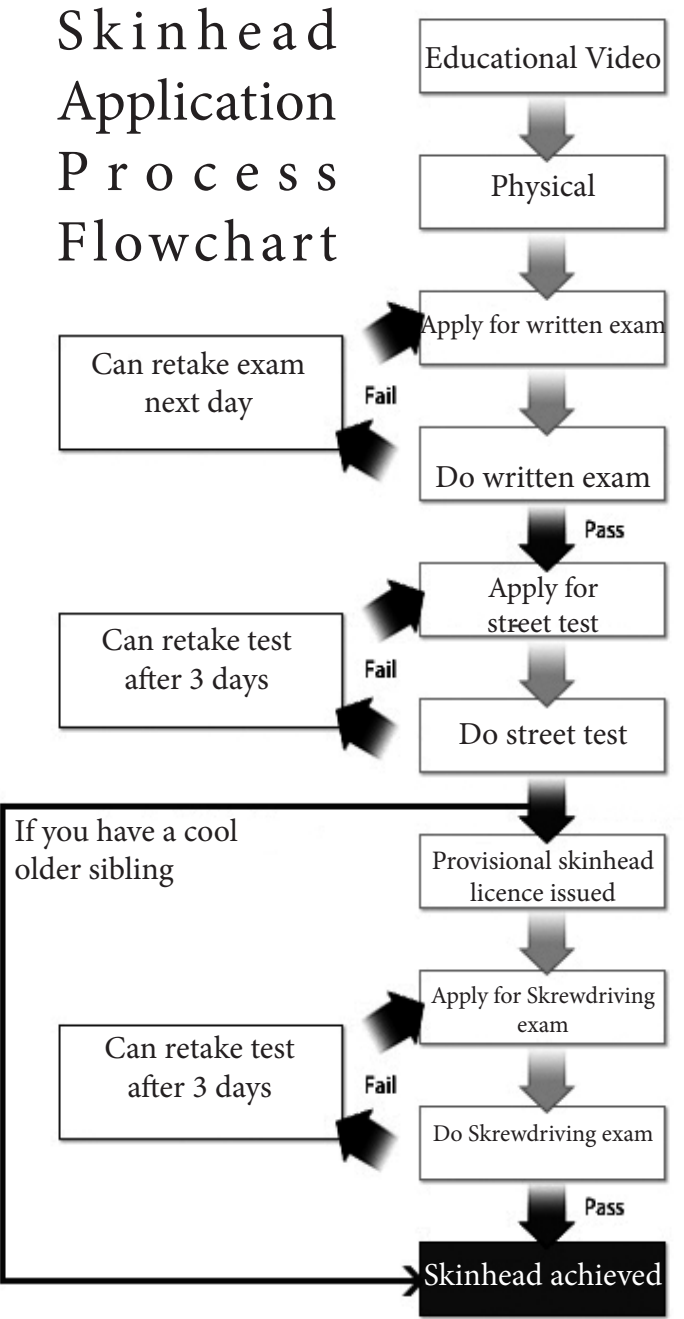 Skinhead
Application
Process
Flowchart
Educational Video
Physical
Apply for written exam
Can retake exam
next day
Fail
Do written exam
Pass
Apply for
street test
Can retake test
after 3 days
Fail
Do street test
If you have a cool
older sibling
Provisional skinhead
licence issued
Apply for Skrewdriving
exam
Can retake test
after 3 days
Fail
Do Skrewdriving exam
Pass
Skinhead achieved